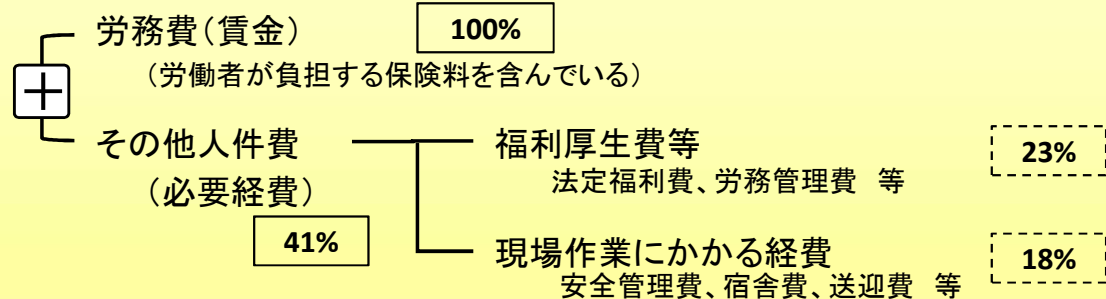 労務費(賃金) 100%
(労働者が負担する保険料を含んでいる)
+
その他人件費 福利厚生費等 23%
(必要経費) 法定福利費、労務管理費 等
41%
現場作業にかかる経費 18%
安全管理費、宿舎費、送迎費 等